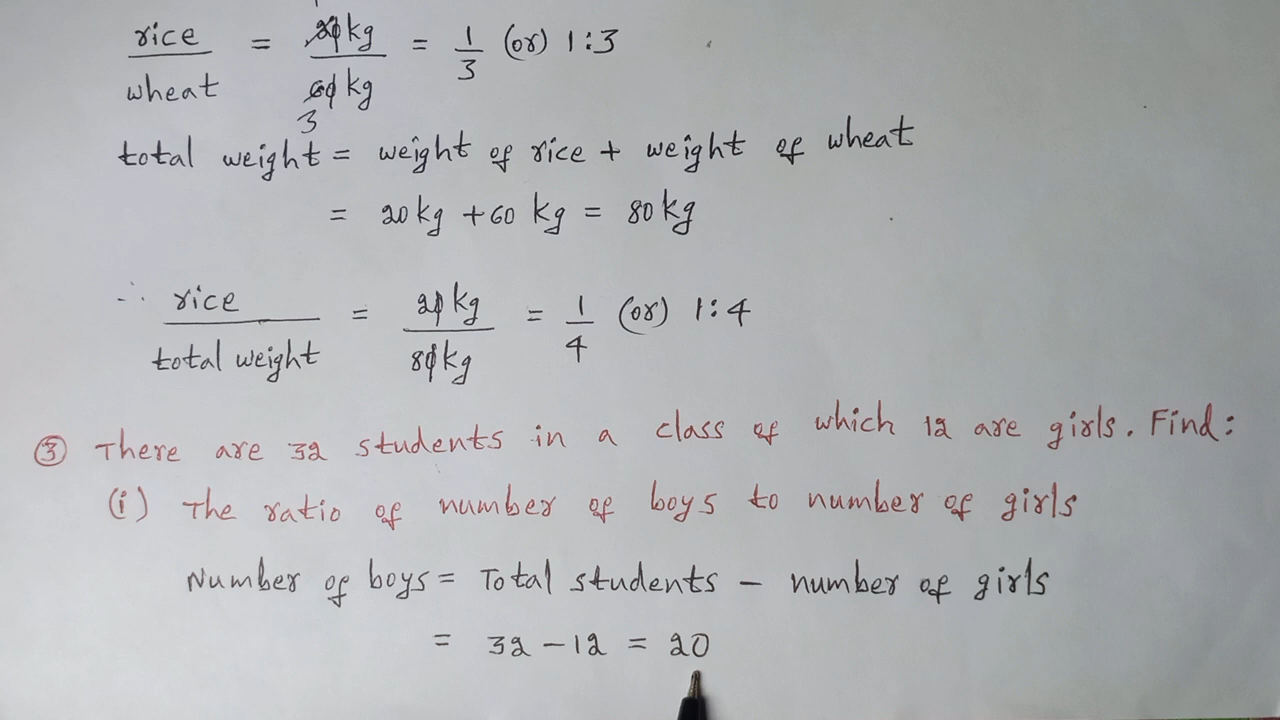 rice / wheat = 20 kg / 60 kg = 1/3 (or) 1:3
1
3
total weight = weight of rice + weight of wheat
= 20 kg + 60 kg = 80 kg
∴ rice / total weight = 20 kg / 80 kg = 1/4 (or) 1:4
③ There are 32 students in a class of which 12 are girls. Find:
(i) The ratio of number of boys to number of girls
Number of boys = Total students - number of girls
= 32 - 12 = 20